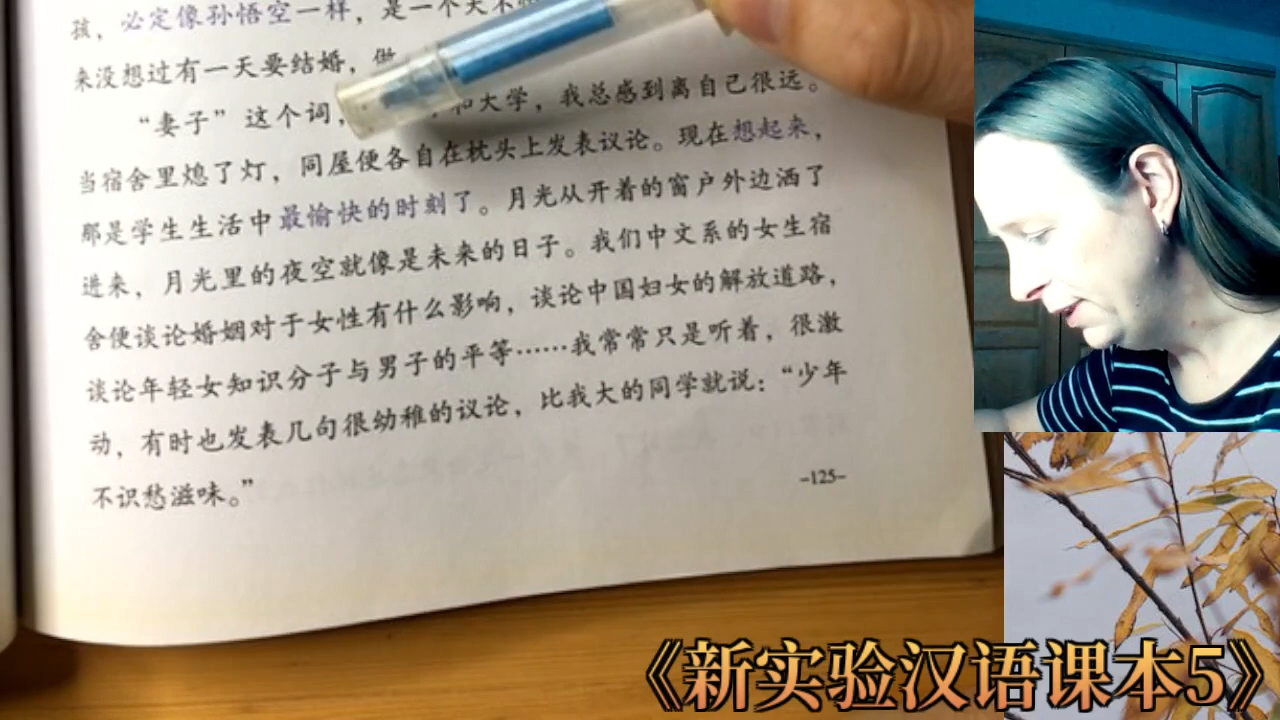 孩，必定像孙悟空一样，是一个天不
来没想过有一天要结婚，做
“妻子”这个词，和大学，我总感到离自己很远。
当宿舍里熄了灯，同屋便各自在枕头上发表议论。现在想起来，
那是学生生活中最愉快的时刻了。月光从开着的窗户外边洒了
进来，月光里的夜空就像是未来的日子。我们中文系的女生宿
舍便谈论婚姻对于女性有什么影响，谈论中国妇女的解放道路，
谈论年轻女知识分子与男子的平等……我常常只是听着，很激
动，有时也发表几句很幼稚的议论，比我大的同学就说：“少年
不识愁滋味。”
-125-
《新实验汉语课本5》